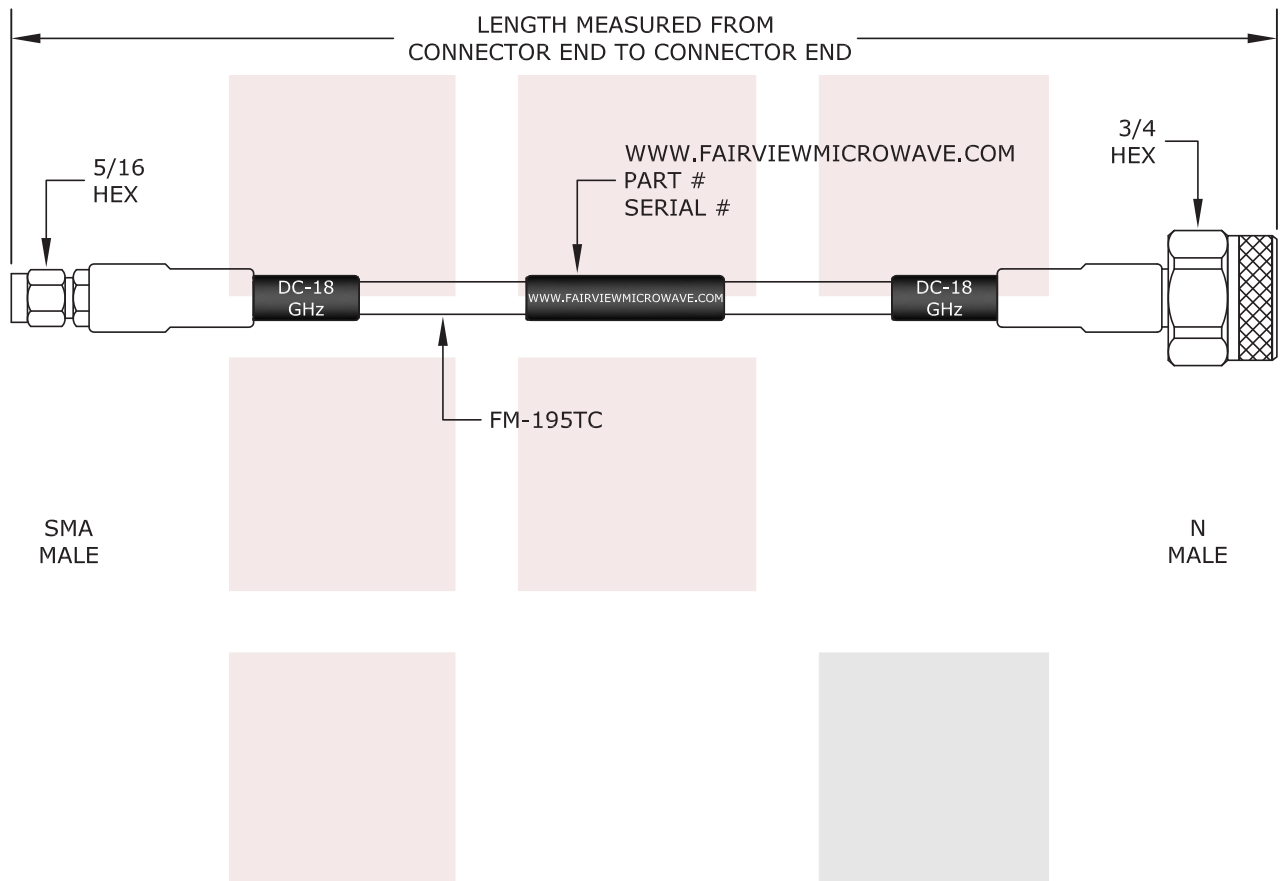 LENGTH MEASURED FROM
CONNECTOR END TO CONNECTOR END
5/16
HEX
WWW.FAIRVIEWMICROWAVE.COM
PART #
SERIAL #
3/4
HEX
DC-18
GHz
WWW.FAIRVIEWMICROWAVE.COM
DC-18
GHz
FM-195TC
SMA
MALE
N
MALE